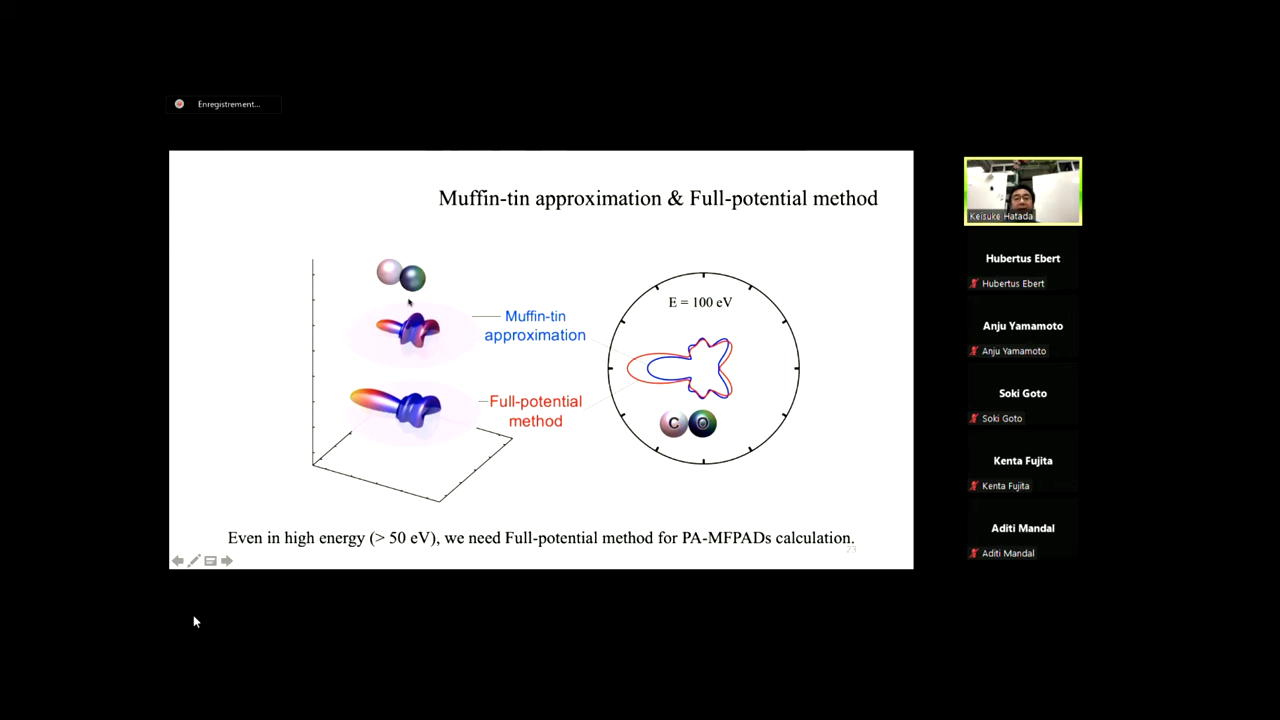 Enregistrement...
Muffin-tin approximation & Full-potential method
E = 100 eV
Muffin-tin
approximation
Full-potential
method
C O
Even in high energy (> 50 eV), we need Full-potential method for PA-MFPADs calculation.
23
Keisuke Hatada
Hubertus Ebert
Hubertus Ebert
Anju Yamamoto
Anju Yamamoto
Soki Goto
Soki Goto
Kenta Fujita
Kenta Fujita
Aditi Mandal
Aditi Mandal